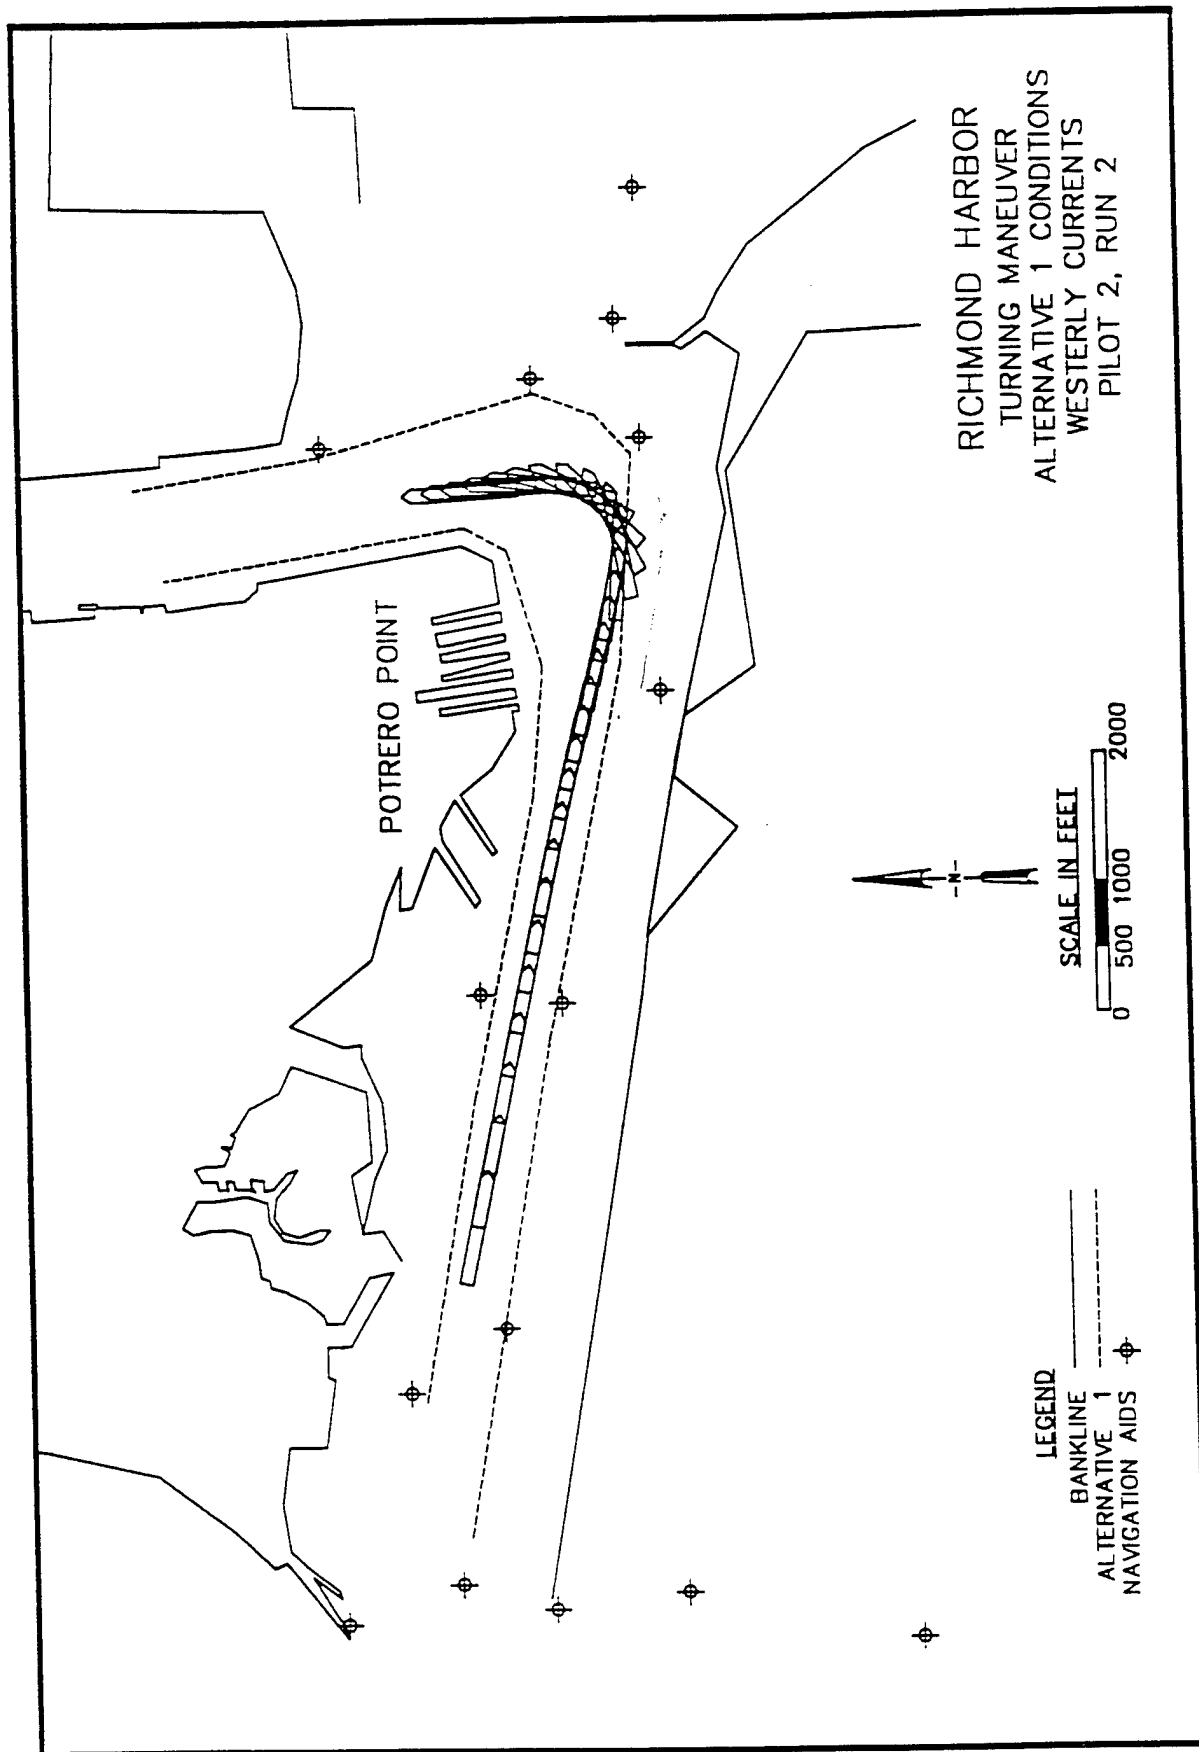 POTRERO POINT
RICHMOND HARBOR
TURNING MANEUVER
ALTERNATIVE 1 CONDITIONS
WESTERLY CURRENTS
PILOT 2, RUN 2
-N-
SCALE IN FEET
0 500 1000 2000
LEGEND
BANKLINE
ALTERNATIVE 1
NAVIGATION AIDS